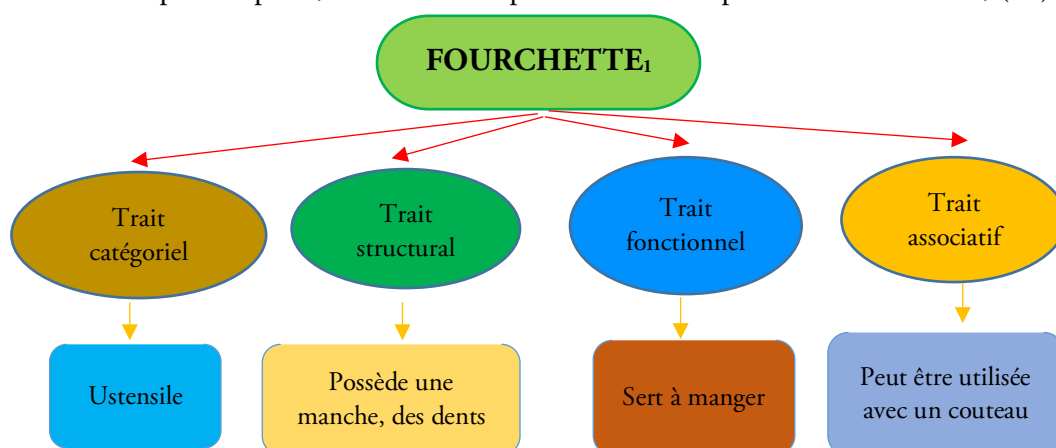 FOURCHETTE₁
Trait
catégoriel
Trait
structural
Trait
fonctionnel
Trait
associatif
Ustensile
Possède une
manche, des dents
Sert à manger
Peut être utilisée
avec un couteau